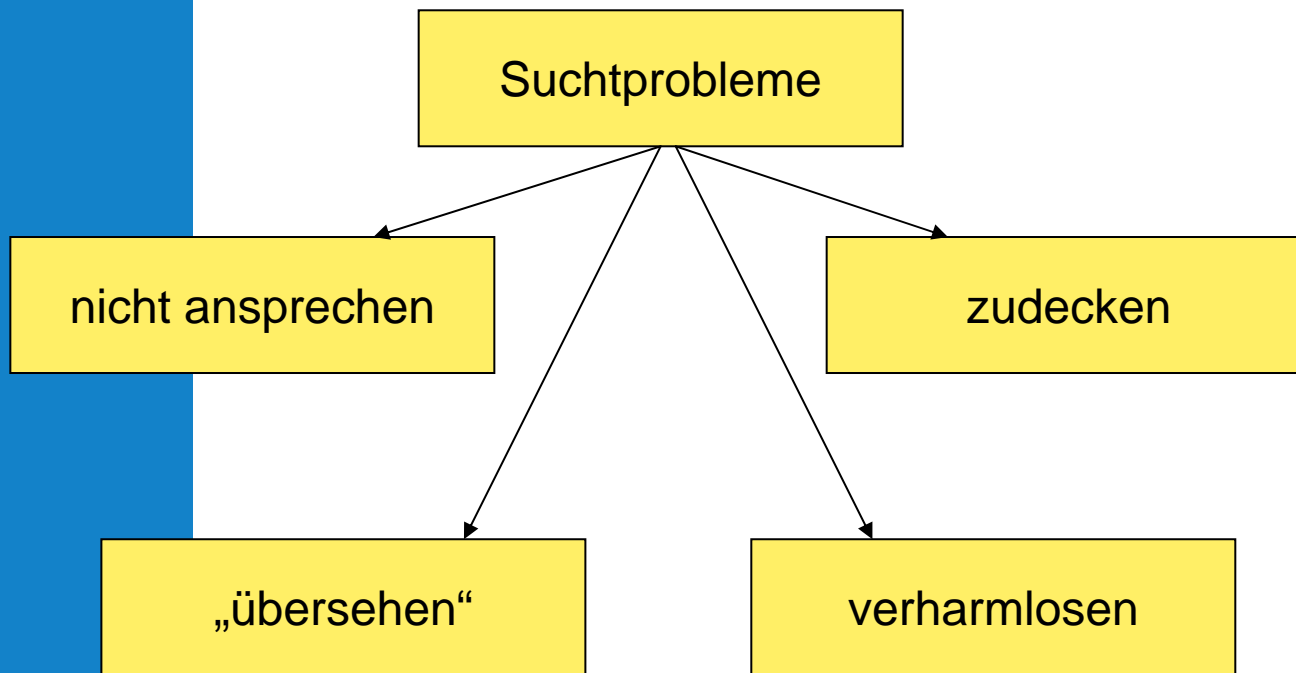 Suchtprobleme
nicht ansprechen
zudecken
„übersehen“
verharmlosen